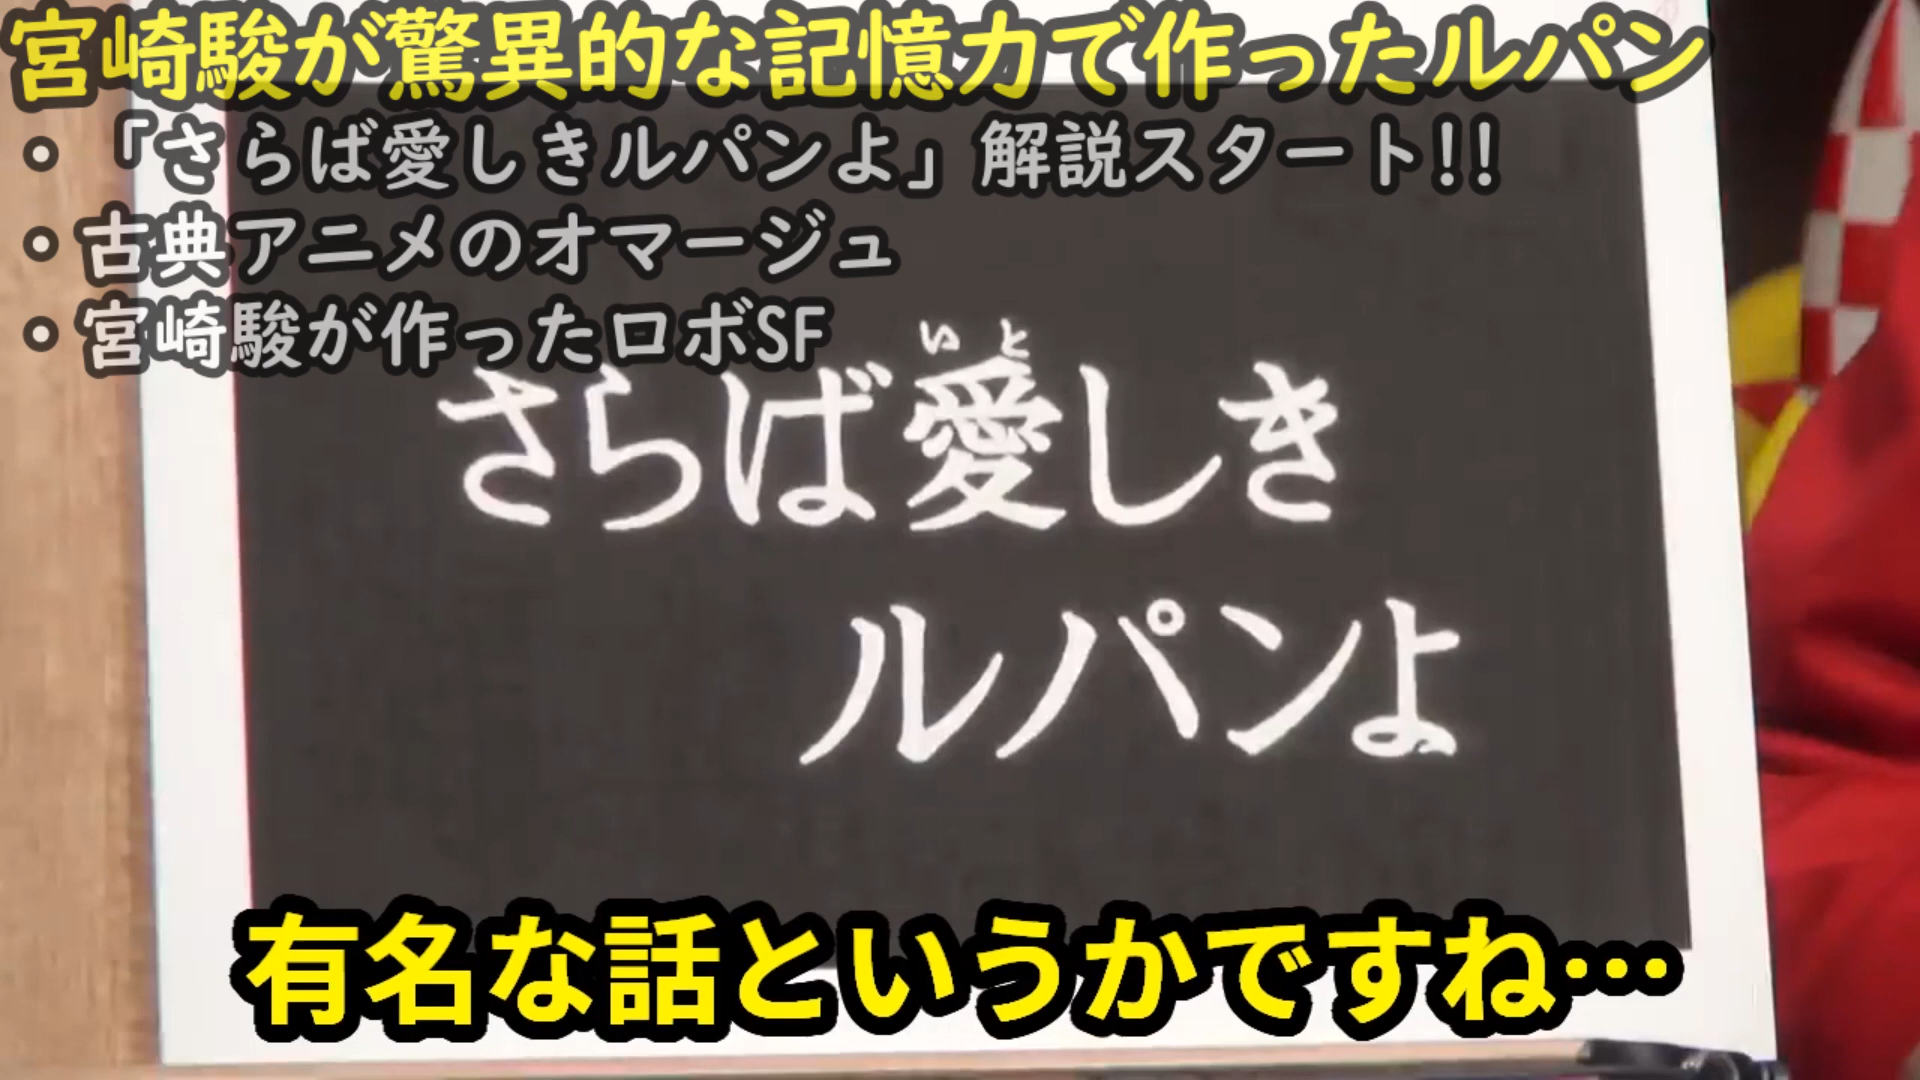 宮崎駿が驚異的な記憶力で作ったルパン
・「さらば愛しきルパンよ」解説スタート!!
・古典アニメのオマージュ
・宮崎駿が作ったロボSF
いと
さらば愛しき
ルパンよ
有名な話というかですね…